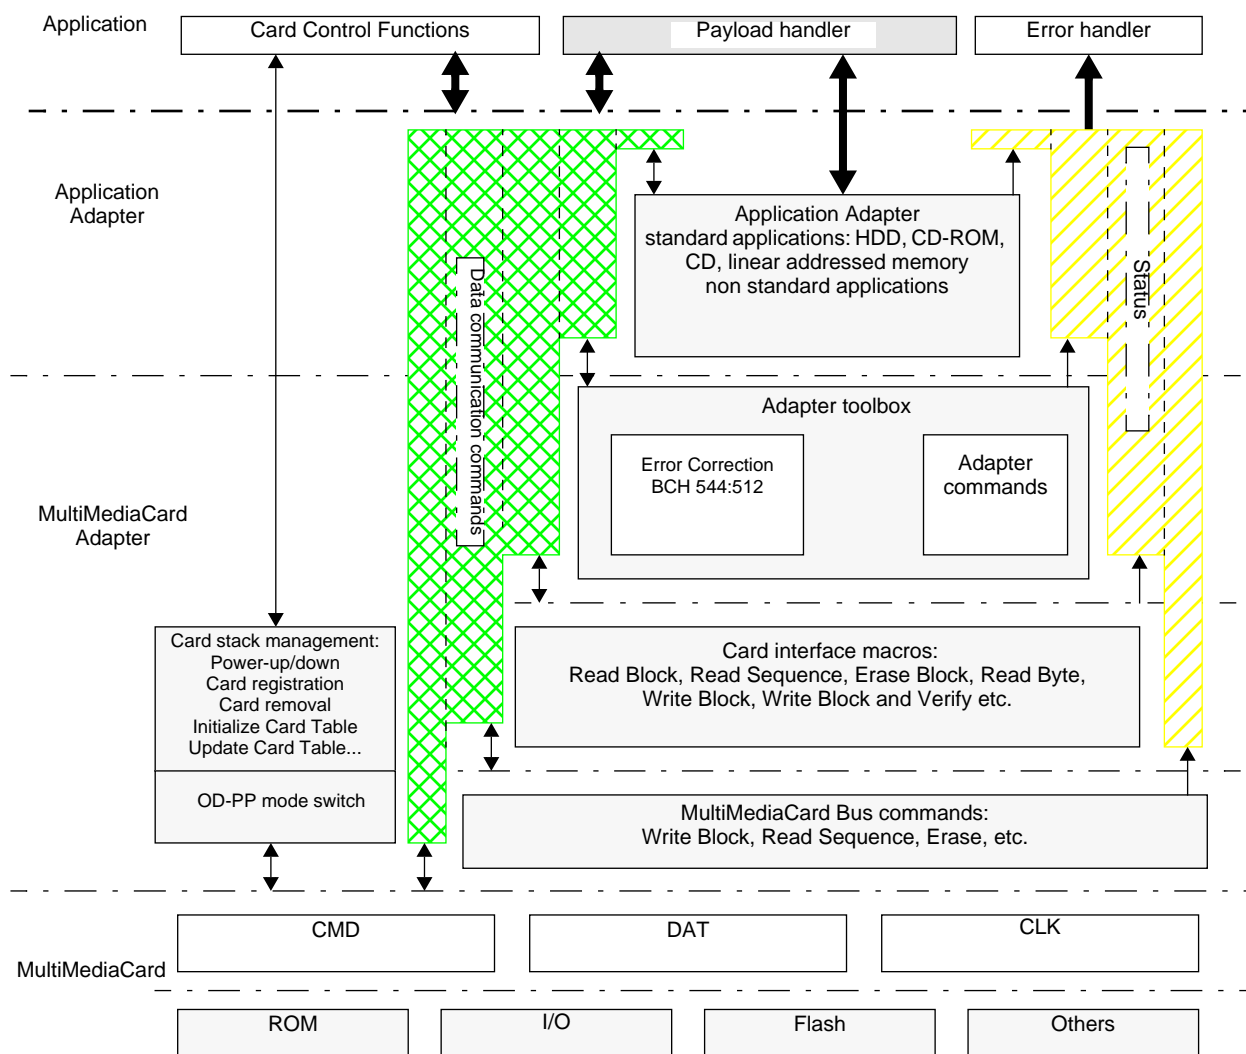 Application
Card Control Functions
Payload handler
Error handler
Application
Adapter
Application Adapter
standard applications: HDD, CD-ROM,
CD, linear addressed memory
non standard applications
Data communication commands
Status
Adapter toolbox
Error Correction
BCH 544:512
Adapter
commands
MultiMediaCard
Adapter
Card stack management:
Power-up/down
Card registration
Card removal
Initialize Card Table
Update Card Table...
OD-PP mode switch
Card interface macros:
Read Block, Read Sequence, Erase Block, Read Byte,
Write Block, Write Block and Verify etc.
MultiMediaCard Bus commands:
Write Block, Read Sequence, Erase, etc.
CMD
DAT
CLK
MultiMediaCard
ROM
I/O
Flash
Others